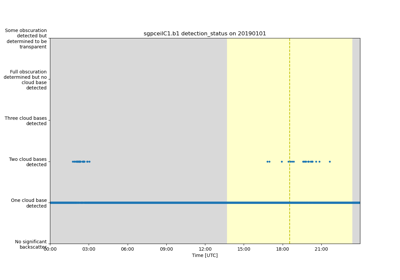 sgpceilC1.b1 detection_status on 20190101
Some obscuration
detected but
determined to be
transparent
Full obscuration
determined but no
cloud base
detected
Three cloud bases
detected
Two cloud bases
detected
One cloud base
detected
No significant
backscatter
00:00 03:00 06:00 09:00 12:00 15:00 18:00 21:00
Time [UTC]